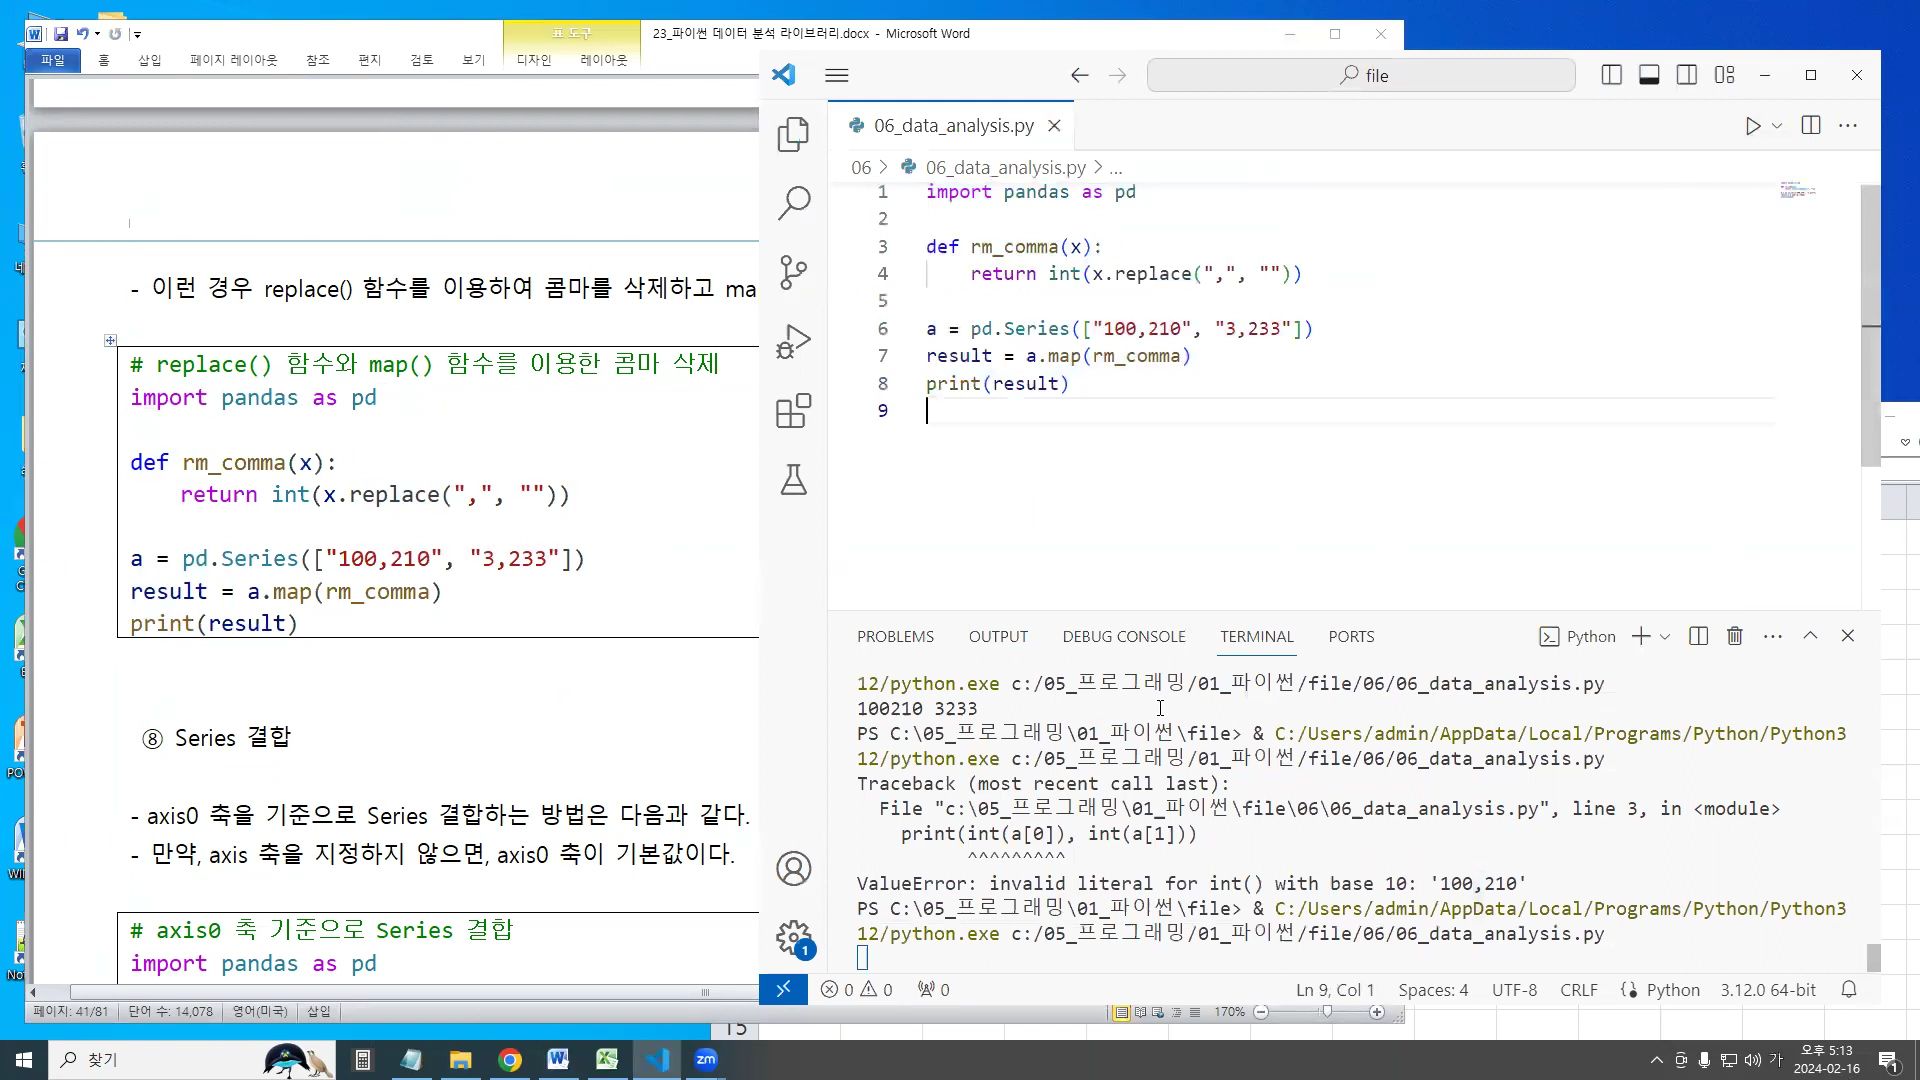 표 도구
23_파이썬 데이터 분석 라이브러리.docx - Microsoft Word
파일 홈 삽입 페이지 레이아웃 참조 편지 검토 보기 디자인 레이아웃
- 이런 경우 replace() 함수를 이용하여 콤마를 삭제하고 ma
# replace() 함수와 map() 함수를 이용한 콤마 삭제
import pandas as pd
def rm_comma(x):
return int(x.replace(",", ""))
a = pd.Series(["100,210", "3,233"])
result = a.map(rm_comma)
print(result)
⑧ Series 결합
- axis0 축을 기준으로 Series 결합하는 방법은 다음과 같다.
- 만약, axis 축을 지정하지 않으면, axis0 축이 기본값이다.
# axis0 축 기준으로 Series 결합
import pandas as pd
페이지: 41/81 단어 수: 14,078 영어(미국) 삽입
170%
15
file
06_data_analysis.py
06 > 06_data_analysis.py > ...
1 import pandas as pd
2
3 def rm_comma(x):
4 return int(x.replace(",", ""))
5
6 a = pd.Series(["100,210", "3,233"])
7 result = a.map(rm_comma)
8 print(result)
9
PROBLEMS OUTPUT DEBUG CONSOLE TERMINAL PORTS Python
12/python.exe c:/05_프로그래밍/01_파이썬/file/06/06_data_analysis.py
100210 3233
PS C:\05_프로그래밍\01_파이썬\file> & C:/Users/admin/AppData/Local/Programs/Python/Python3
12/python.exe c:/05_프로그래밍/01_파이썬/file/06/06_data_analysis.py
Traceback (most recent call last):
File "c:\05_프로그래밍\01_파이썬\file\06\06_data_analysis.py", line 3, in <module>
print(int(a[0]), int(a[1]))
^^^^^^^^^
ValueError: invalid literal for int() with base 10: '100,210'
PS C:\05_프로그래밍\01_파이썬\file> & C:/Users/admin/AppData/Local/Programs/Python/Python3
12/python.exe c:/05_프로그래밍/01_파이썬/file/06/06_data_analysis.py
1
0 0 0 Ln 9, Col 1 Spaces: 4 UTF-8 CRLF Python 3.12.0 64-bit
찾기
zm
가
오후 5:13
2024-02-16
1